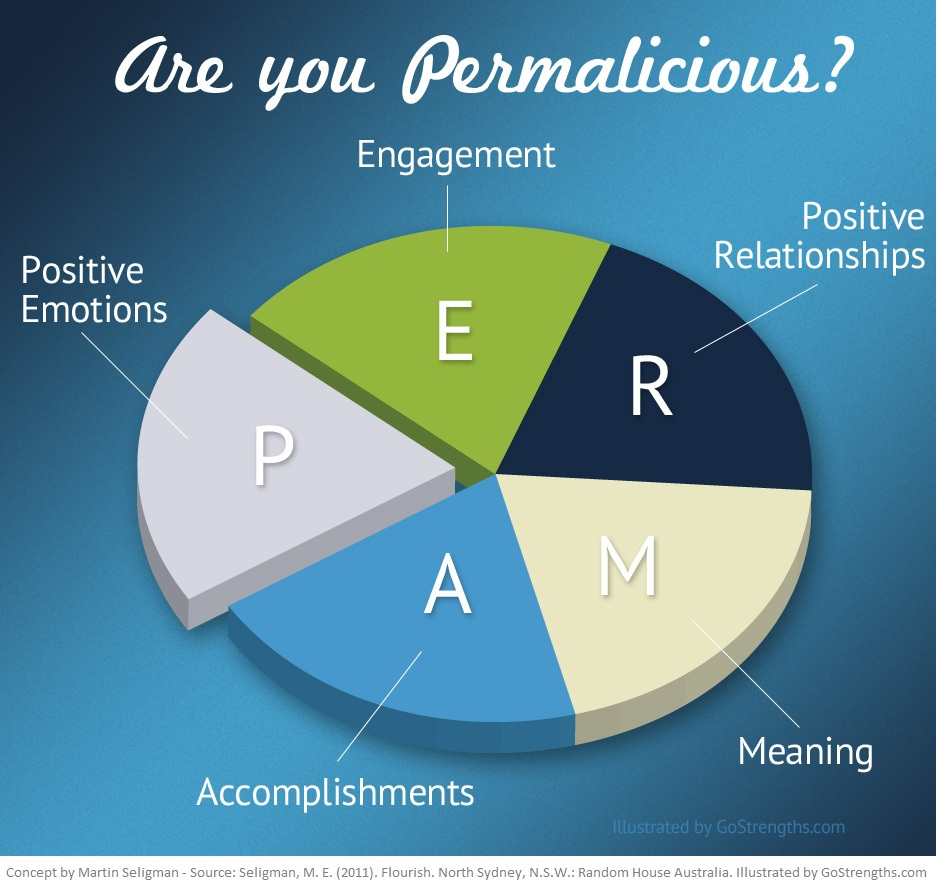 Are you Permalicious?
Engagement
Positive
Relationships
Positive
Emotions
E
R
P
M
A
Meaning
Accomplishments
Illustrated by GoStrengths.com
Concept by Martin Seligman - Source: Seligman, M. E. (2011). Flourish. North Sydney, N.S.W.: Random House Australia. Illustrated by GoStrengths.com